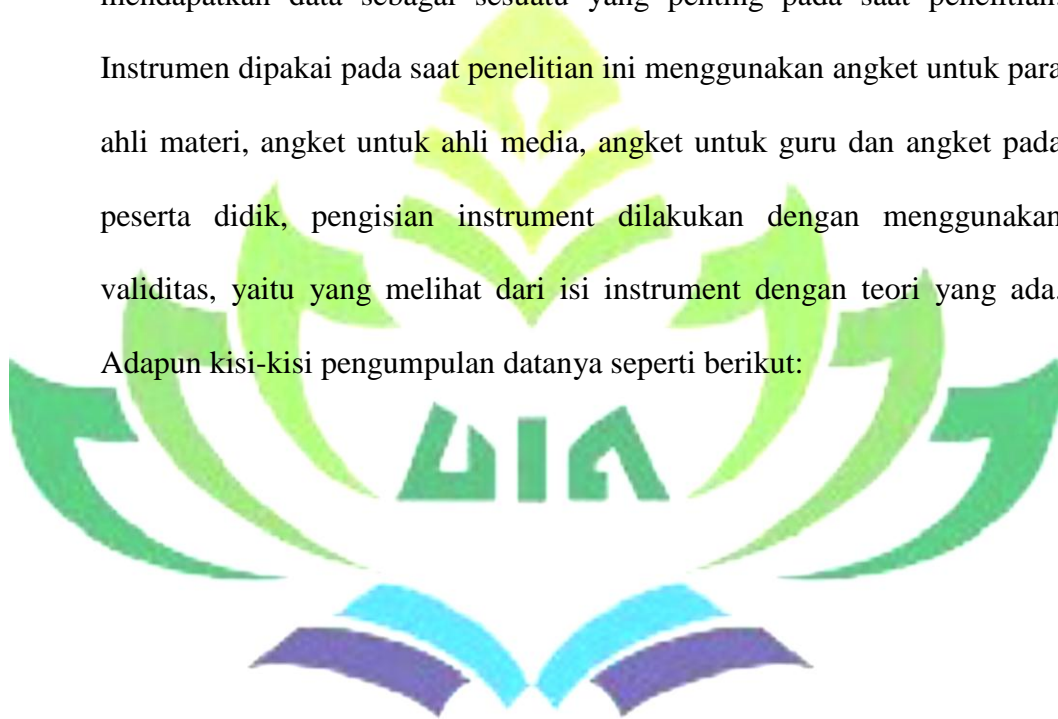 mendapatkan data sebagai sesuatu yang penting pada saat penelitian.
Instrumen dipakai pada saat penelitian ini menggunakan angket untuk para
ahli materi, angket untuk ahli media, angket untuk guru dan angket pada
peserta didik, pengisian instrument dilakukan dengan menggunakan
validitas, yaitu yang melihat dari isi instrument dengan teori yang ada.
Adapun kisi-kisi pengumpulan datanya seperti berikut: